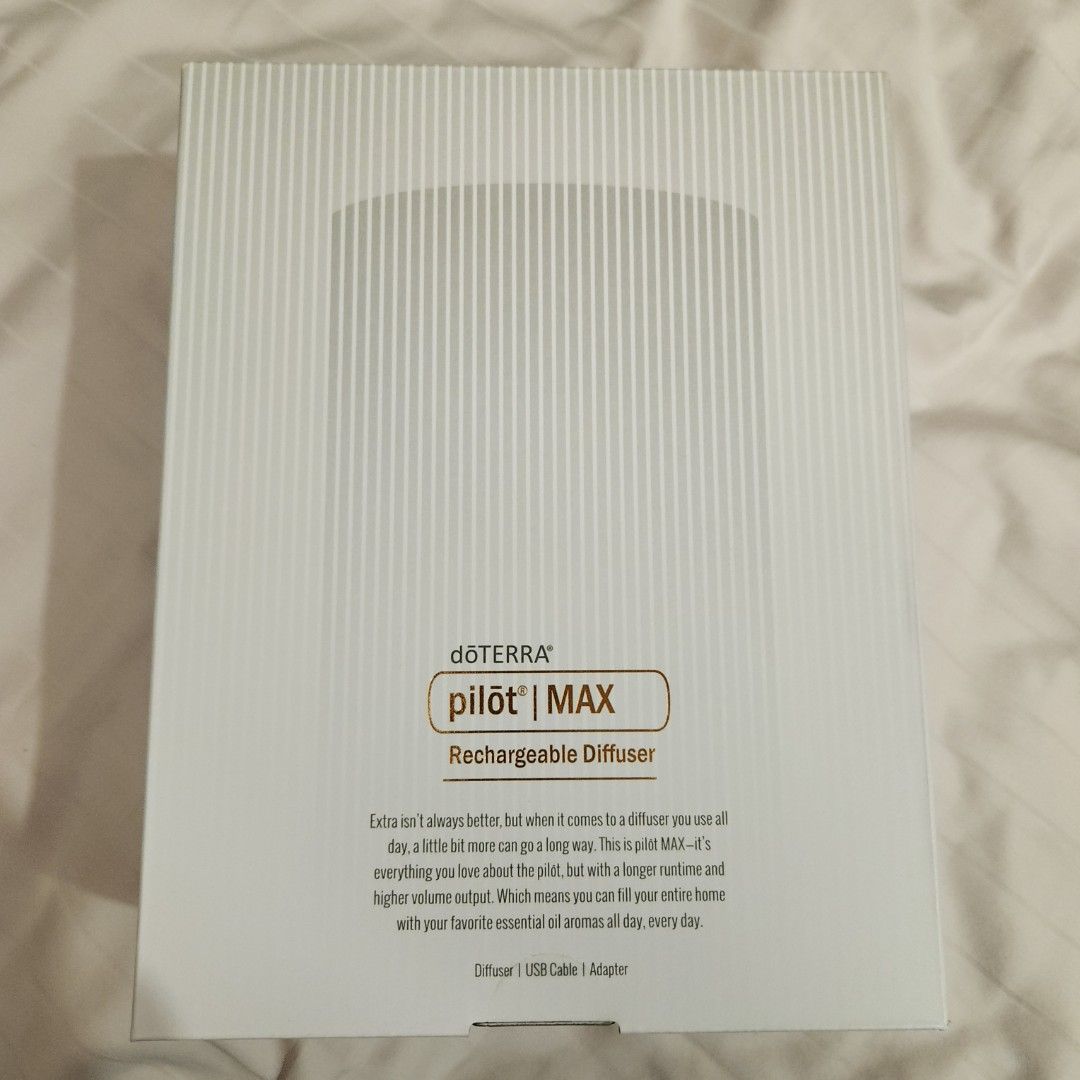 dōTERRA®
pilōt® | MAX
Rechargeable Diffuser
Extra isn't always better, but when it comes to a diffuser you use all
day, a little bit more can go a long way. This is pilōt MAX—it's
everything you love about the pilōt, but with a longer runtime and
higher volume output. Which means you can fill your entire home
with your favorite essential oil aromas all day, every day.
Diffuser | USB Cable | Adapter